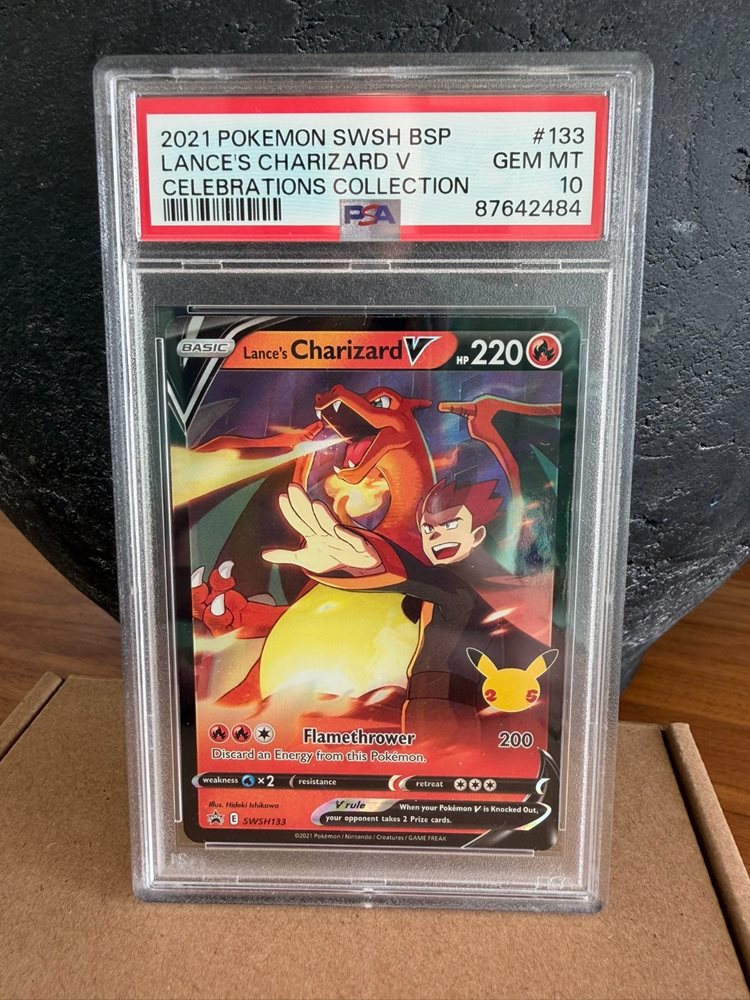 2021 POKEMON SWSH BSP #133
LANCE'S CHARIZARD V GEM MT
CELEBRATIONS COLLECTION 10
PSA 87642484
BASIC Lance's Charizard V HP 220
25
Flamethrower 200
Discard an Energy from this Pokémon.
weakness ×2 resistance retreat
Illus. Hideki Ishikawa V rule When your Pokémon V is Knocked Out,
your opponent takes 2 Prize cards.
E SWSH133
©2021 Pokémon / Nintendo / Creatures / GAME FREAK